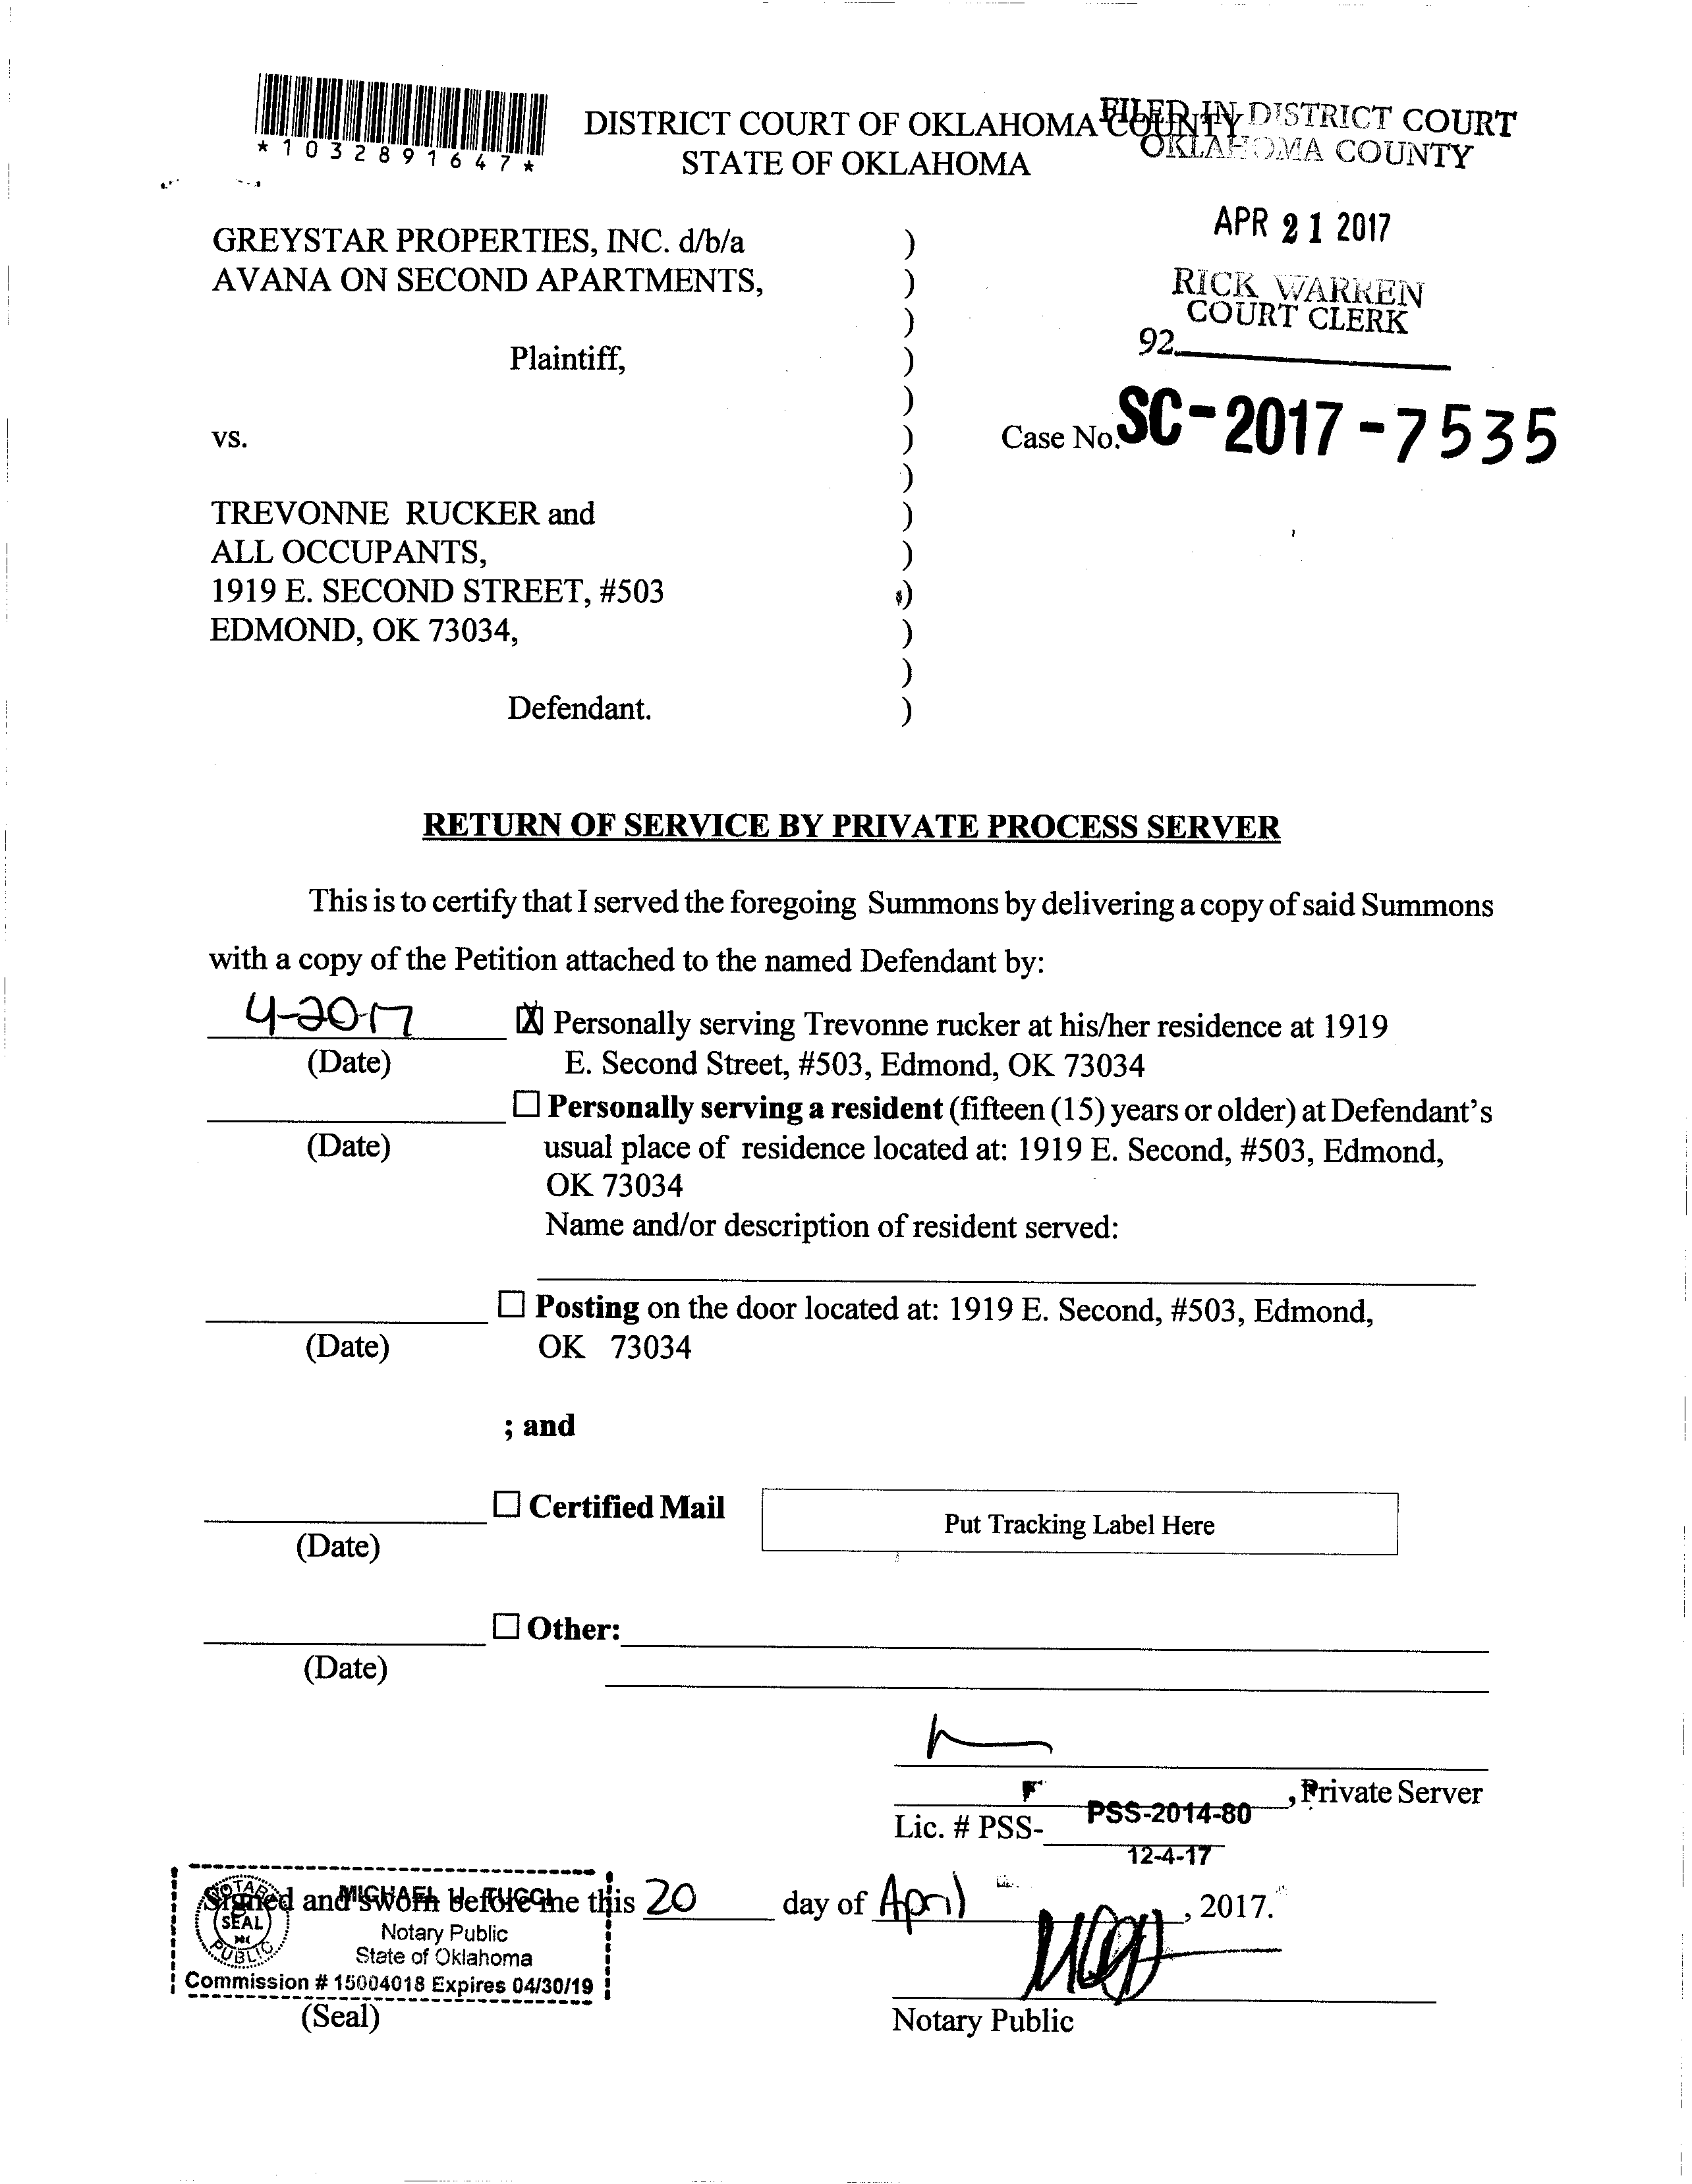 *1032891647*
DISTRICT COURT OF OKLAHOMA COUNTY
STATE OF OKLAHOMA
FILED IN DISTRICT COURT
OKLAHOMA COUNTY
APR 21 2017
RICK WARREN
COURT CLERK
92
GREYSTAR PROPERTIES, INC. d/b/a )
AVANA ON SECOND APARTMENTS, )
)
Plaintiff, )
)
vs. ) Case No. SC-2017-7535
)
TREVONNE RUCKER and )
ALL OCCUPANTS, )
1919 E. SECOND STREET, #503 )
EDMOND, OK 73034, )
)
Defendant. )
RETURN OF SERVICE BY PRIVATE PROCESS SERVER
This is to certify that I served the foregoing Summons by delivering a copy of said Summons
with a copy of the Petition attached to the named Defendant by:
4-20-17 ☒ Personally serving Trevonne rucker at his/her residence at 1919
(Date) E. Second Street, #503, Edmond, OK 73034
☐ Personally serving a resident (fifteen (15) years or older) at Defendant's
(Date) usual place of residence located at: 1919 E. Second, #503, Edmond,
OK 73034
Name and/or description of resident served:
☐ Posting on the door located at: 1919 E. Second, #503, Edmond,
(Date) OK 73034
; and
☐ Certified Mail Put Tracking Label Here
(Date)
☐ Other:
(Date)
, Private Server
Lic. # PSS- PSS-2014-80
12-4-17
Signed and sworn before me this 20 day of April, 2017.
MICHAEL H. TUCCI
Notary Public
State of Oklahoma
Commission # 15004018 Expires 04/30/19
NOTARY
SEAL
PUBLIC
(Seal)
Notary Public